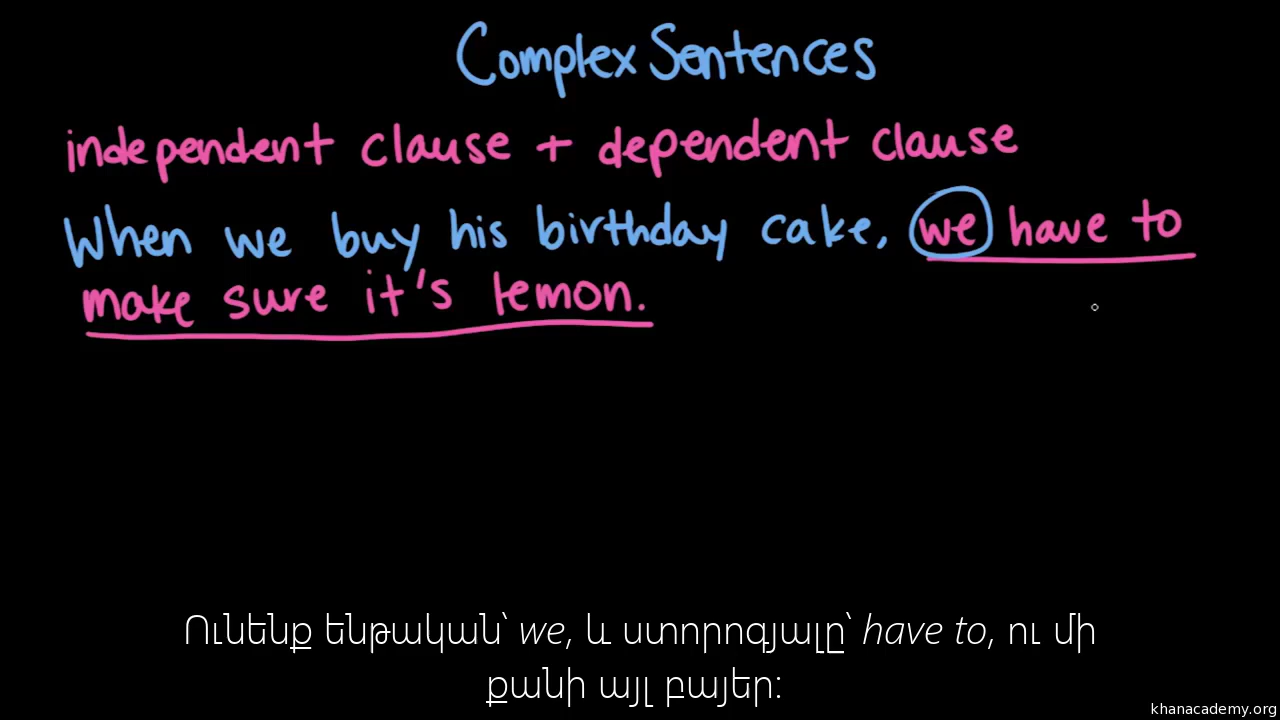 Complex Sentences
independent clause + dependent clause
When we buy his birthday cake, we have to
make sure it's lemon.
Ունենք ենթական՝ we, և ստորոգյալը՝ have to, ու մի
քանի այլ բայեր:
khanacademy.org